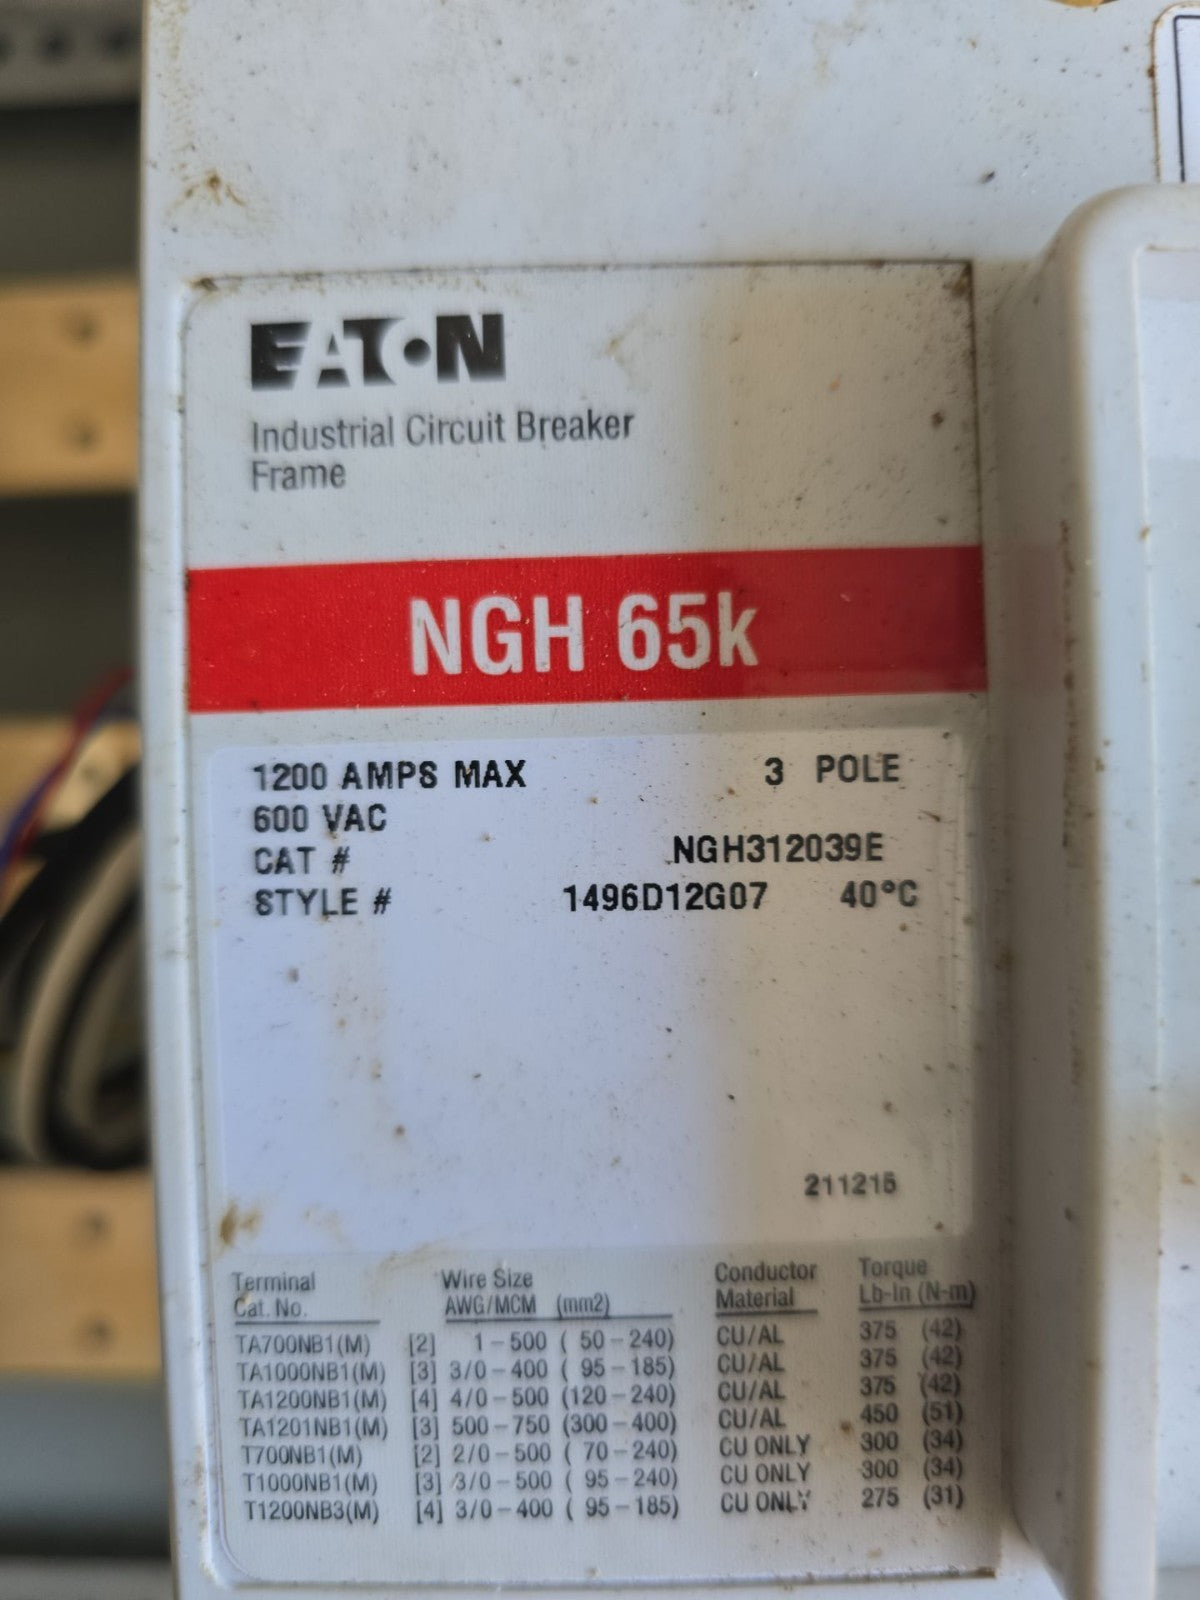 EATON
Industrial Circuit Breaker
Frame
NGH 65k
1200 AMPS MAX 3 POLE
600 VAC
CAT # NGH312039E
STYLE # 1496D12G07 40°C
211215
Terminal Wire Size Conductor Torque
Cat. No. AWG/MCM (mm2) Material Lb-In (N-m)
TA700NB1(M) [2] 1-500 ( 50-240) CU/AL 375 (42)
TA1000NB1(M) [3] 3/0-400 ( 95-185) CU/AL 375 (42)
TA1200NB1(M) [4] 4/0-500 (120-240) CU/AL 375 (42)
TA1201NB1(M) [3] 500-750 (300-400) CU/AL 450 (51)
T700NB1(M) [2] 2/0-500 ( 70-240) CU ONLY 300 (34)
T1000NB1(M) [3] 3/0-500 ( 95-240) CU ONLY 300 (34)
T1200NB3(M) [4] 3/0-400 ( 95-185) CU ONLY 275 (31)